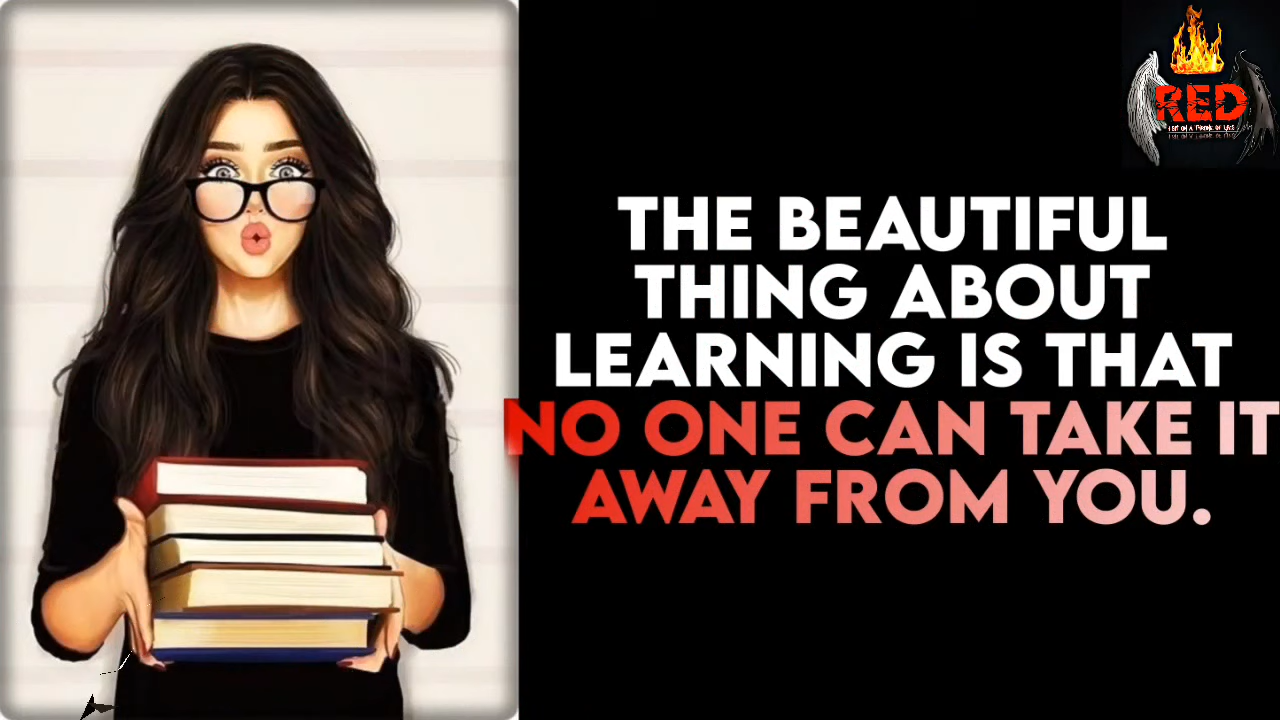 RED
THE BEAUTIFUL
THING ABOUT
LEARNING IS THAT
NO ONE CAN TAKE IT
AWAY FROM YOU.